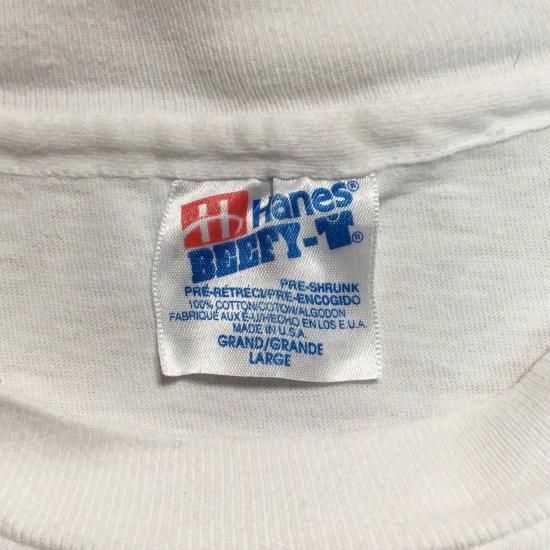 H Hanes®
BEEFY-T®
PRE-SHRUNK
PRÉ-RÉTRÉCI/PRE-ENCOGIDO
100% COTTON/COTON/ALGODON
FABRIQUÉ AUX É-U/HECHO EN LOS E.U.A.
MADE IN U.S.A.
GRAND/GRANDE
LARGE